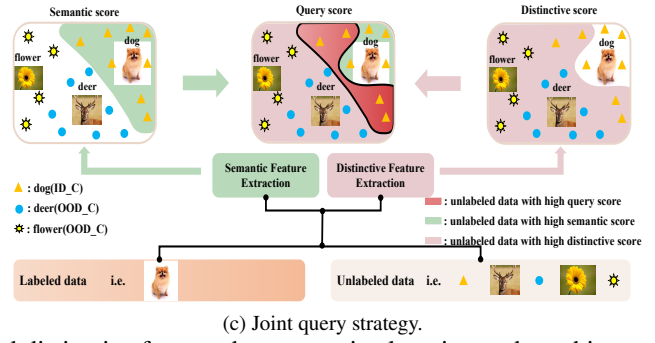 Semantic score
Query score
Distinctive score
dog
flower
deer
dog
flower
deer
dog
flower
deer
Semantic Feature
Extraction
Distinctive Feature
Extraction
: dog(ID_C)
: deer(OOD_C)
: flower(OOD_C)
: unlabeled data with high query score
: unlabeled data with high semantic score
: unlabeled data with high distinctive score
Labeled data i.e.
Unlabeled data i.e.
(c) Joint query strategy.